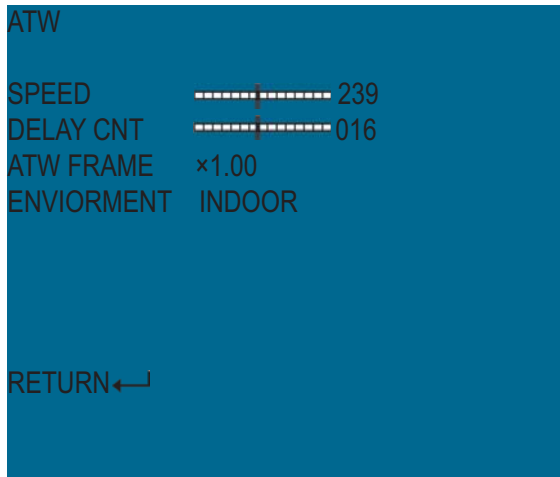 ATW
SPEED 239
DELAY CNT 016
ATW FRAME ×1.00
ENVIORMENT INDOOR
RETURN↵